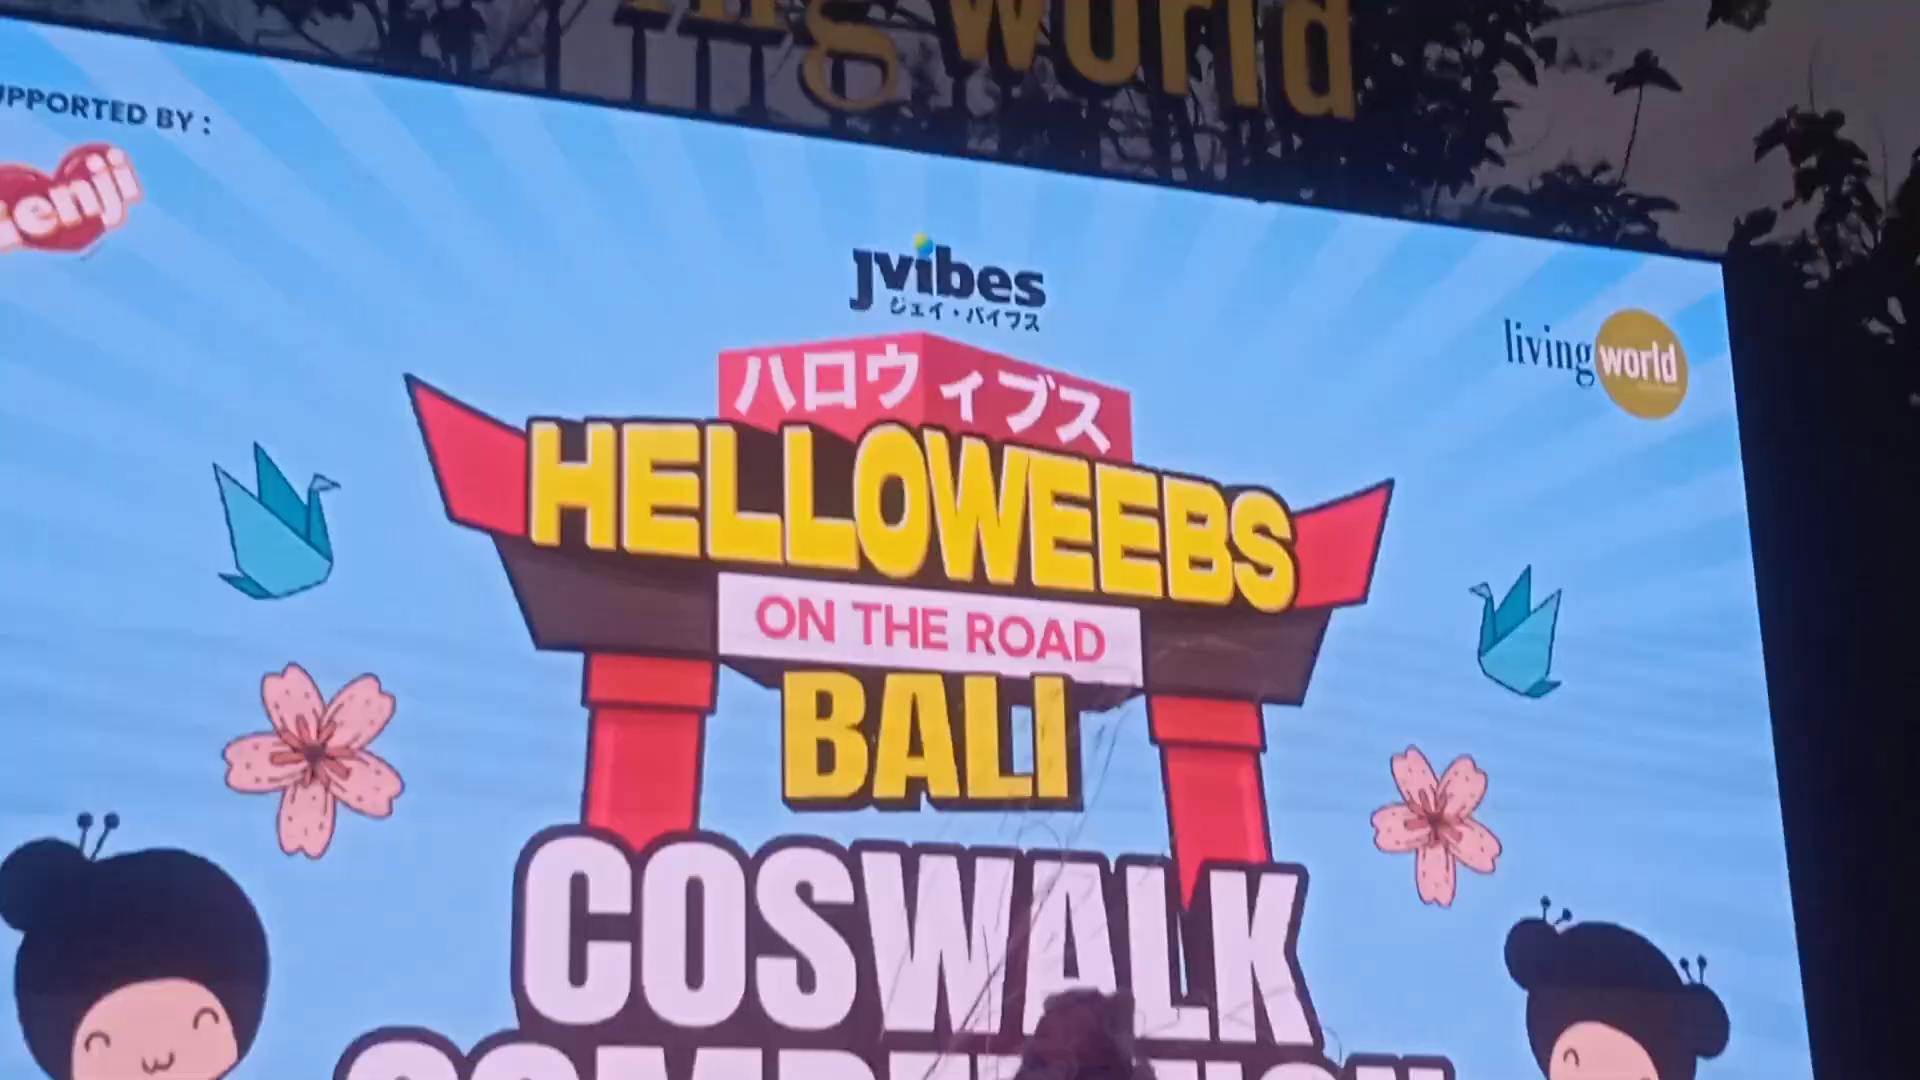 ng world
UPPORTED BY :
enji
jvibes
ジェイ・バイブス
living world
ハロウィブス
HELLOWEEBS
ON THE ROAD
BALI
COSWALK